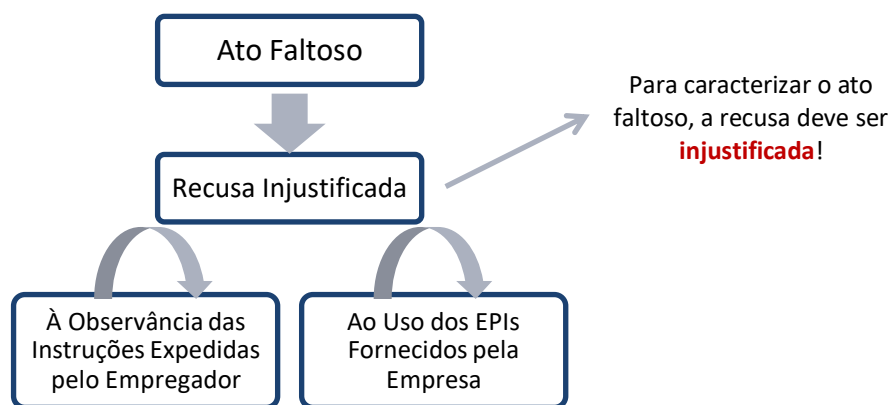 Ato Faltoso
Para caracterizar o ato
faltoso, a recusa deve ser
injustificada!
Recusa Injustificada
À Observância das
Instruções Expedidas
pelo Empregador
Ao Uso dos EPIs
Fornecidos pela
Empresa